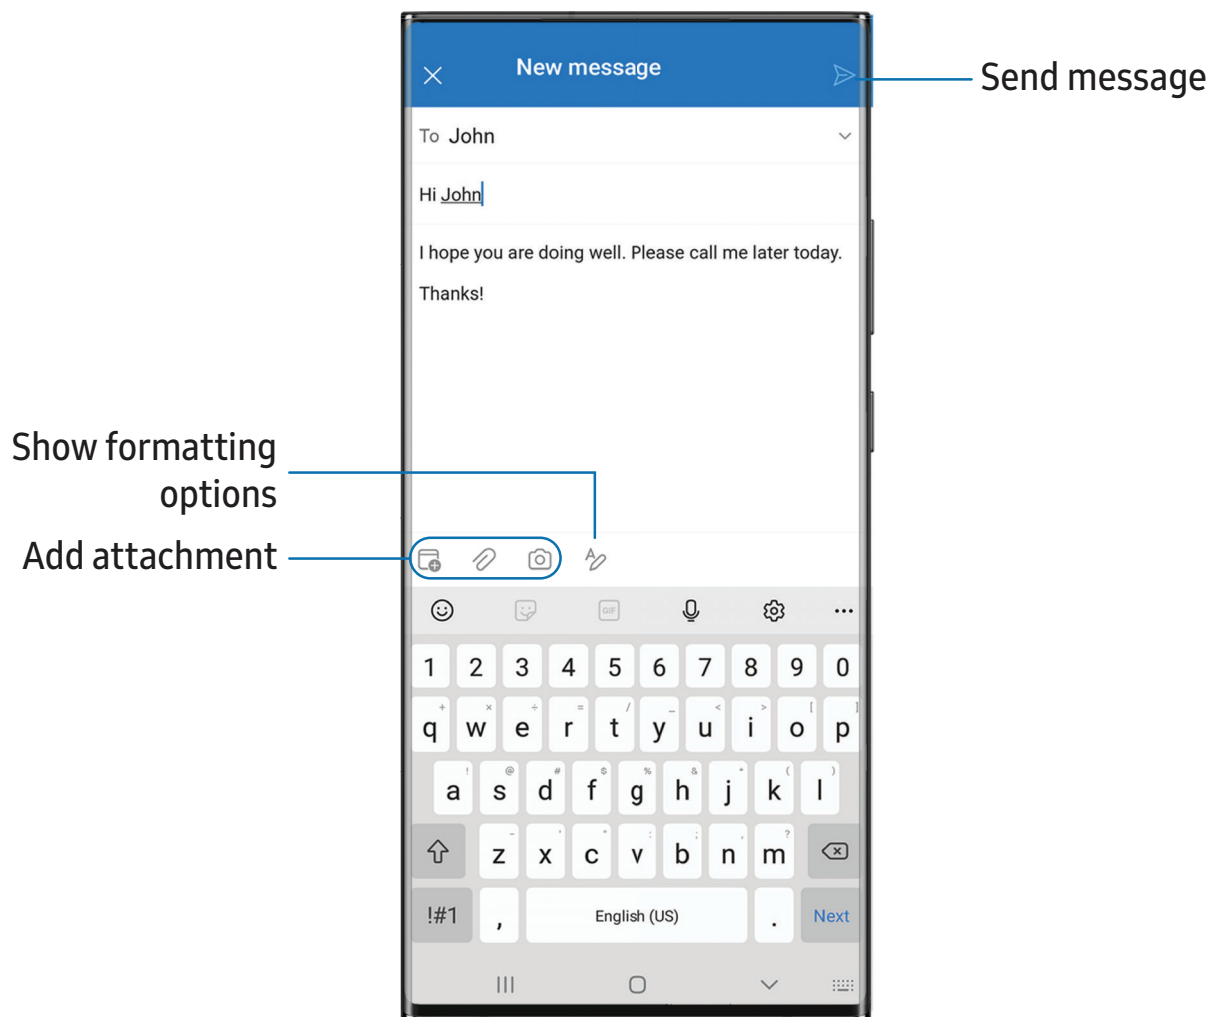 New message
Send message
To John
Hi John
I hope you are doing well. Please call me later today.
Thanks!
Show formatting
options
Add attachment
GIF
1 2 3 4 5 6 7 8 9 0
q w e r t y u i o p
a s d f g h j k l
z x c v b n m
!#1 , English (US) . Next